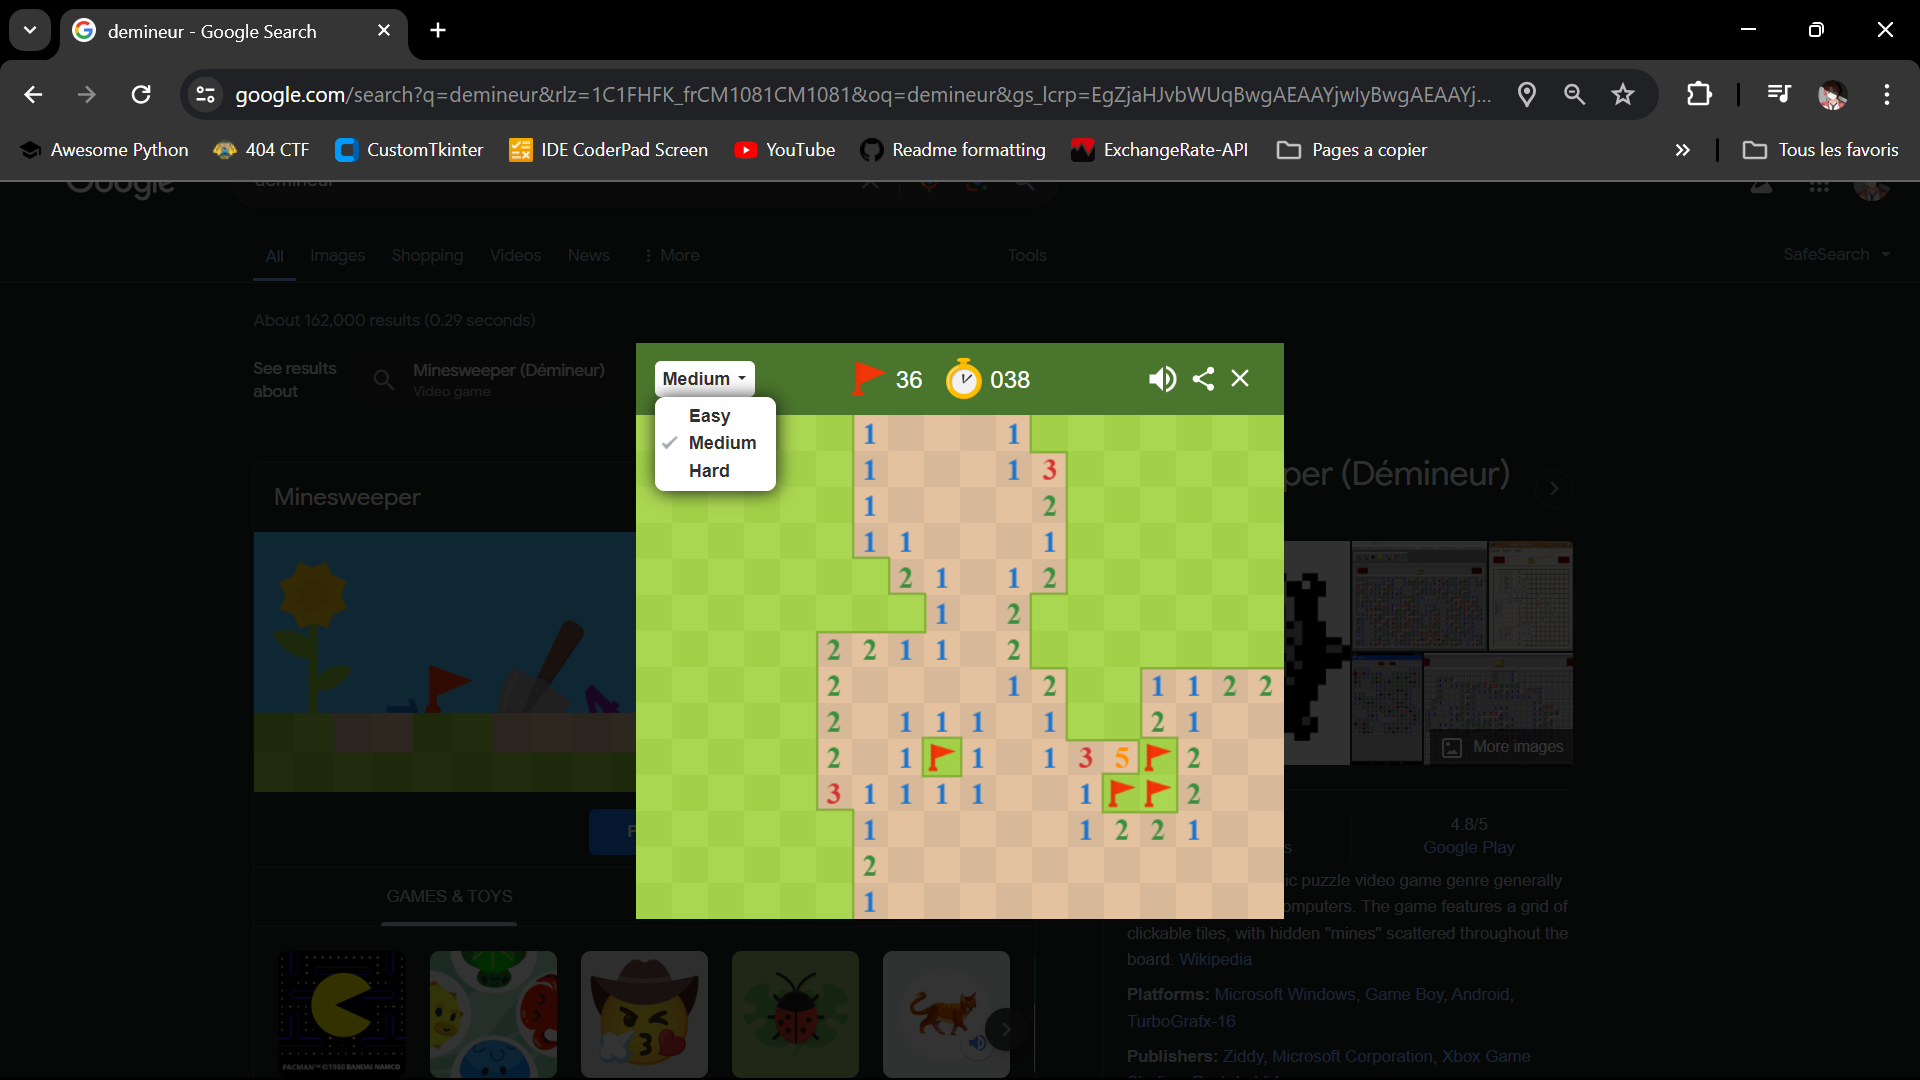 demineur - Google Search
google.com/search?q=demineur&rlz=1C1FHFK_frCM1081CM1081&oq=demineur&gs_lcrp=EgZjaHJvbWUqBwgAEAAYjwIyBwgAEAAYj...
Awesome Python 404 CTF CustomTkinter IDE CoderPad Screen YouTube Readme formatting ExchangeRate-API Pages a copier » Tous les favoris
Google demineur
All Images Shopping Videos News More Tools SafeSearch
About 162,000 results (0.29 seconds)
See results about
Minesweeper (Démineur)
Video game
Medium 36 038
Easy
Medium
Hard
1 1
1 1 3
1 2
1 1 1
2 1 1 2
1 2
2 2 1 1 2
2 1 2 1 1 2 2
2 1 1 1 1 2 1
2 1 1 1 3 5 2
3 1 1 1 1 1 2
1 1 2 2 1
2
1
Minesweeper
per (Démineur)
More images
4.8/5
Google Play
GAMES & TOYS
ic puzzle video game genre generally
omputers. The game features a grid of
clickable tiles, with hidden "mines" scattered throughout the
board. Wikipedia
Platforms: Microsoft Windows, Game Boy, Android,
TurboGrafx-16
Publishers: Ziddy, Microsoft Corporation, Xbox Game